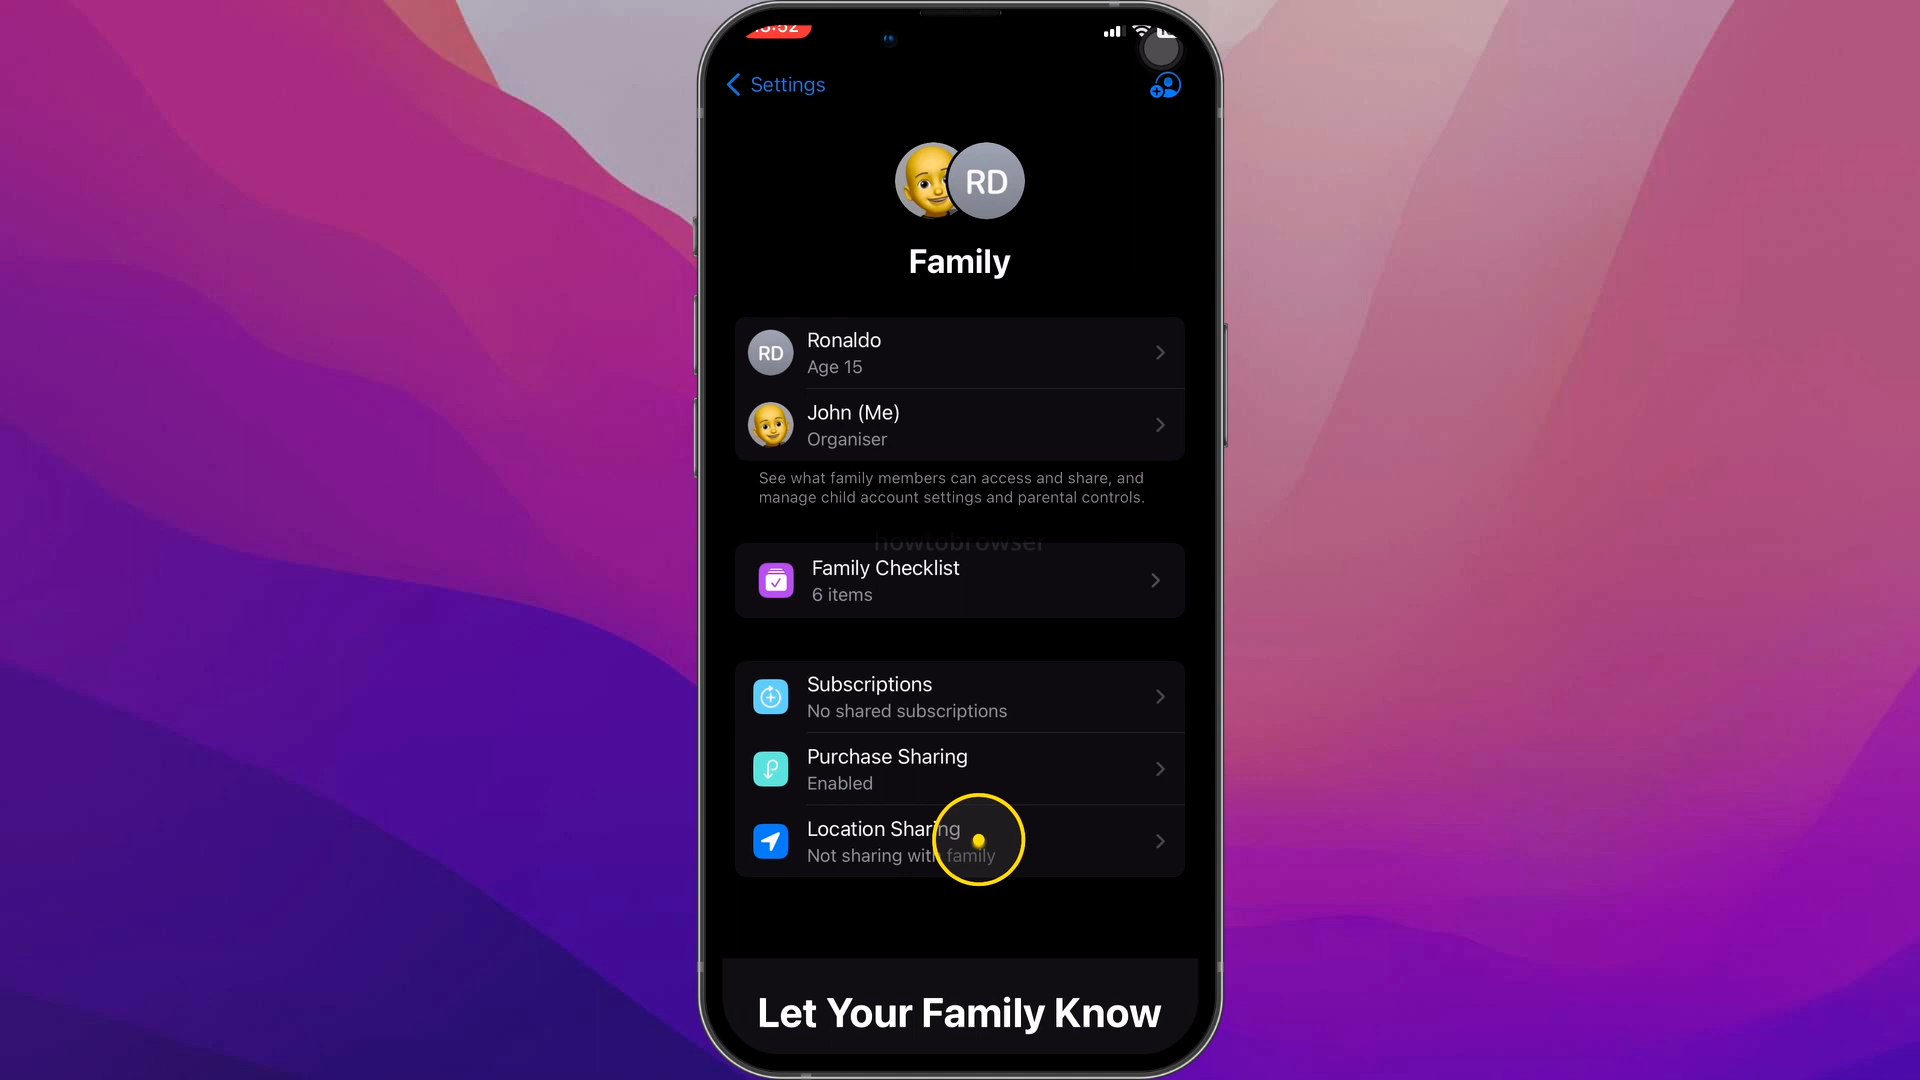 Settings
RD
Family
RD
Ronaldo
Age 15
John (Me)
Organiser
See what family members can access and share, and
manage child account settings and parental controls.
howtobrowser
Family Checklist
6 items
Subscriptions
No shared subscriptions
Purchase Sharing
Enabled
Location Sharing
Not sharing with family
Let Your Family Know